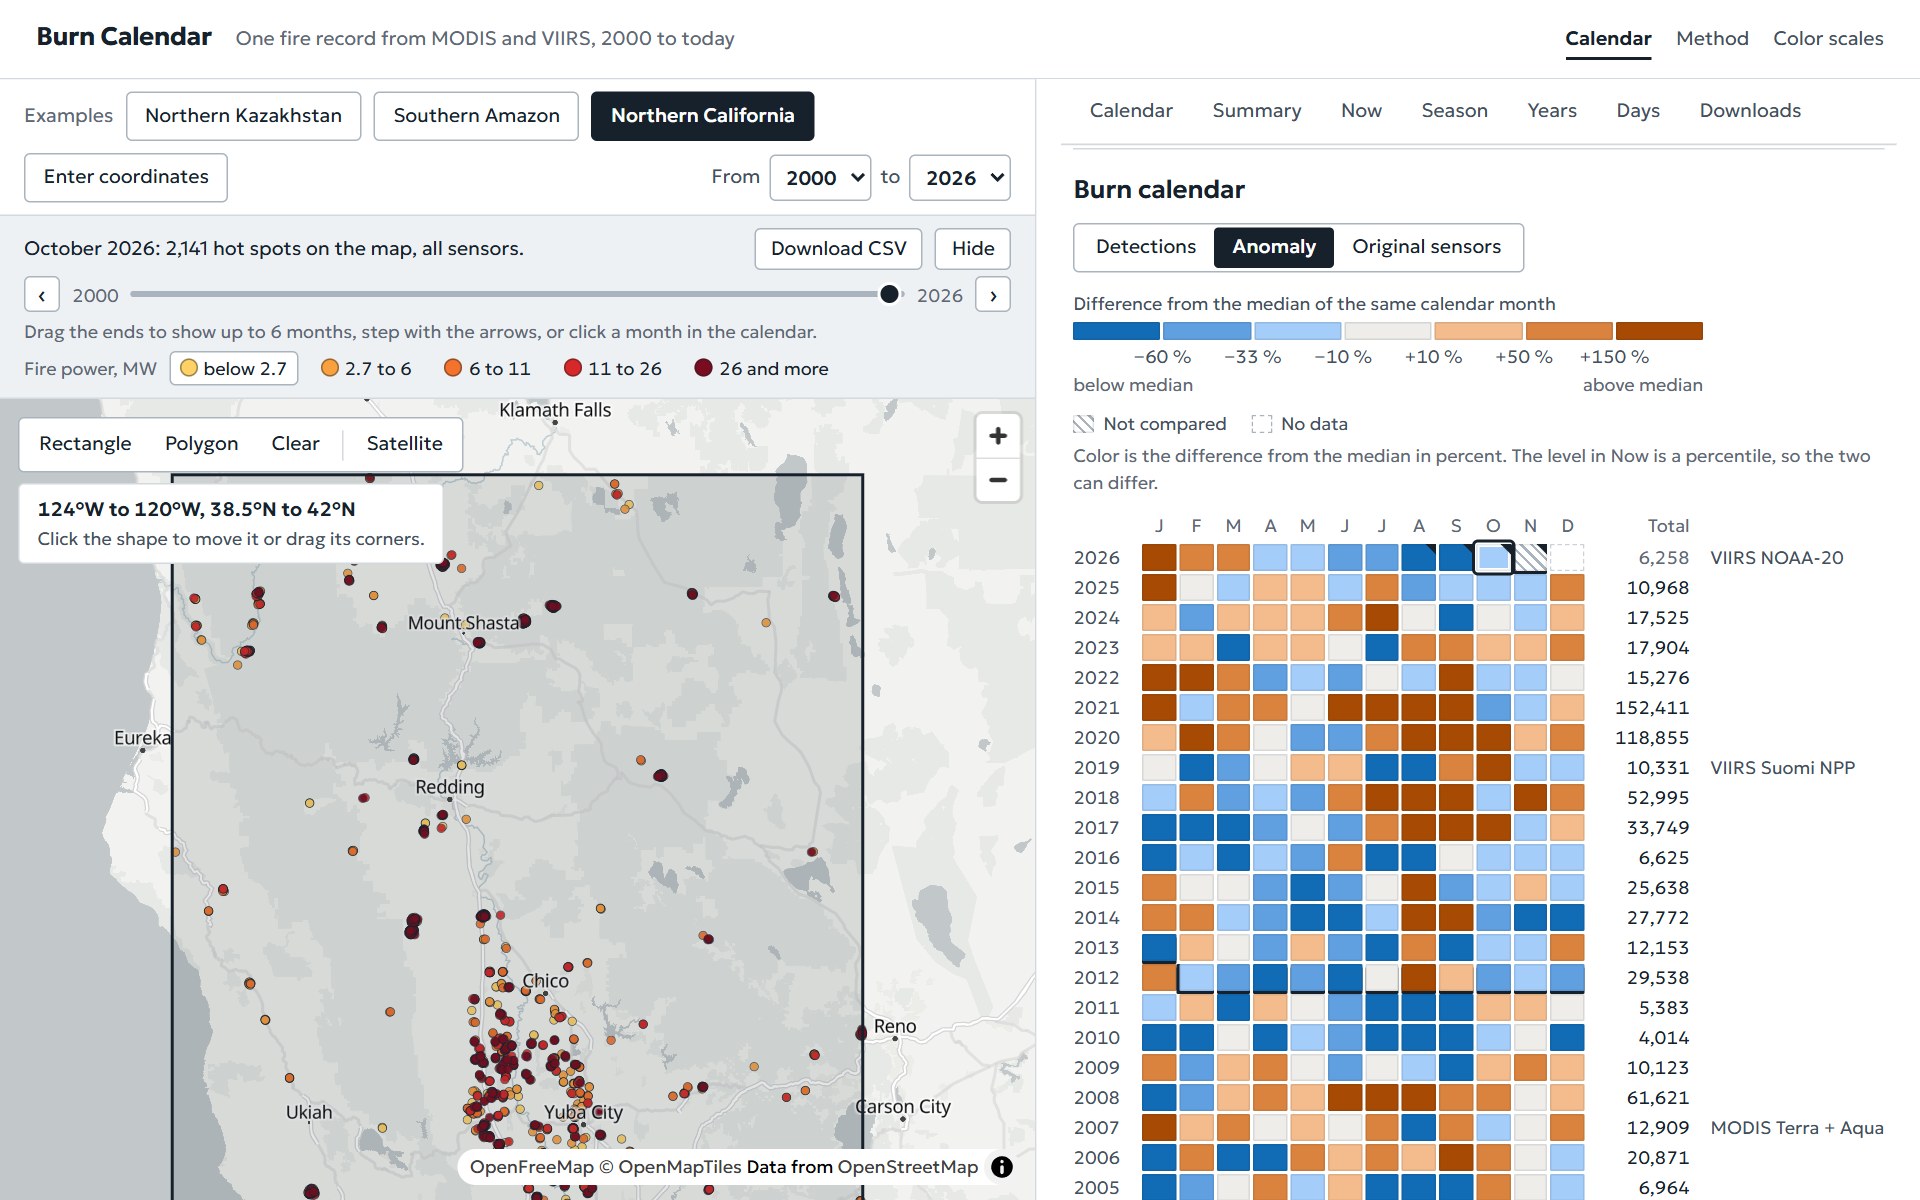 Burn Calendar One fire record from MODIS and VIIRS, 2000 to today
Calendar Method Color scales
Examples Northern Kazakhstan Southern Amazon Northern California
Enter coordinates From 2000 to 2026
October 2026: 2,141 hot spots on the map, all sensors. Download CSV Hide
‹ 2000 2026 ›
Drag the ends to show up to 6 months, step with the arrows, or click a month in the calendar.
Fire power, MW below 2.7 2.7 to 6 6 to 11 11 to 26 26 and more
Rectangle Polygon Clear Satellite
124°W to 120°W, 38.5°N to 42°N
Click the shape to move it or drag its corners.
+
−
Klamath Falls
Mount Shasta
Eureka
Redding
Chico
Reno
Ukiah
Yuba City
Carson City
OpenFreeMap © OpenMapTiles Data from OpenStreetMap
Calendar Summary Now Season Years Days Downloads
Burn calendar
Detections Anomaly Original sensors
Difference from the median of the same calendar month
−60 % −33 % −10 % +10 % +50 % +150 %
below median above median
Not compared No data
Color is the difference from the median in percent. The level in Now is a percentile, so the two
can differ.
J F M A M J J A S O N D Total
2026 6,258 VIIRS NOAA-20
2025 10,968
2024 17,525
2023 17,904
2022 15,276
2021 152,411
2020 118,855
2019 10,331 VIIRS Suomi NPP
2018 52,995
2017 33,749
2016 6,625
2015 25,638
2014 27,772
2013 12,153
2012 29,538
2011 5,383
2010 4,014
2009 10,123
2008 61,621
2007 12,909 MODIS Terra + Aqua
2006 20,871
2005 6,964